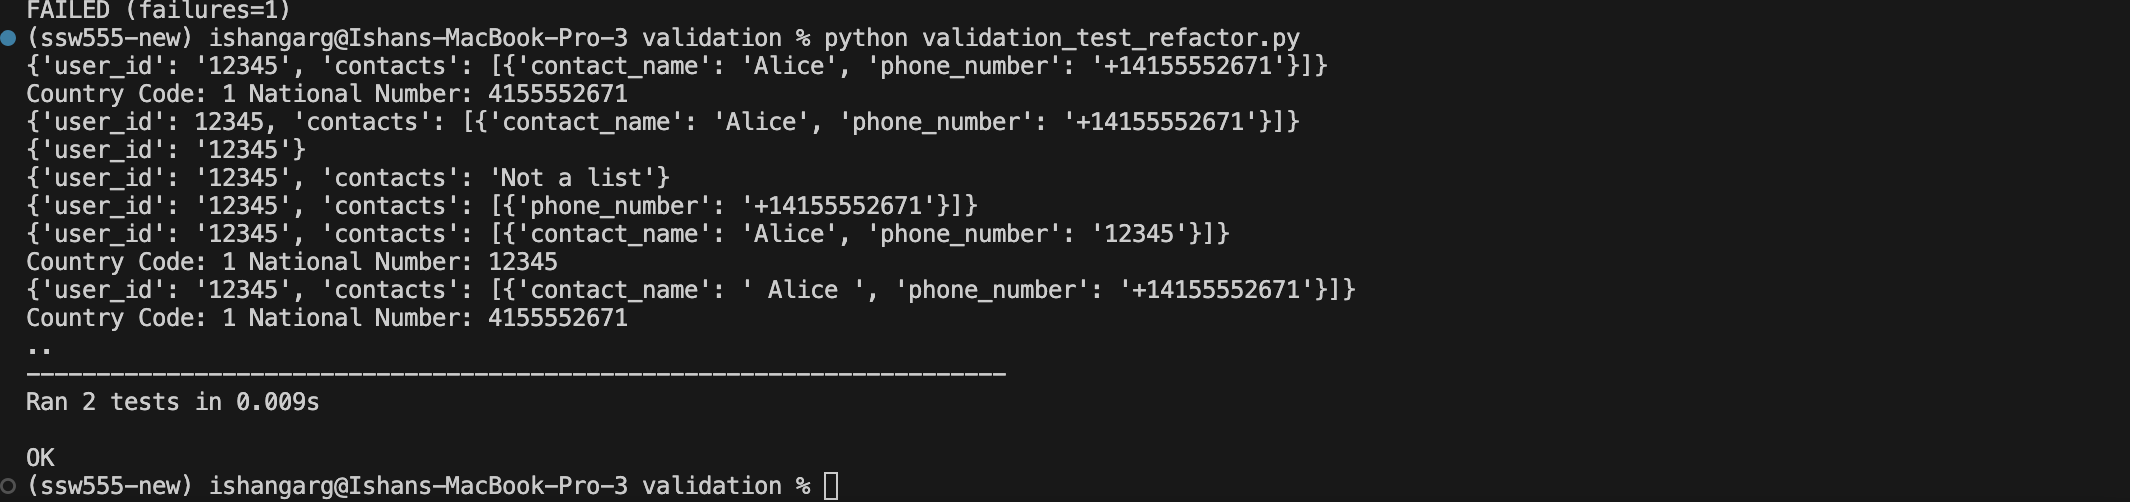 FAILED (failures=1)
(ssw555-new) ishangarg@Ishans-MacBook-Pro-3 validation % python validation_test_refactor.py
{'user_id': '12345', 'contacts': [{'contact_name': 'Alice', 'phone_number': '+14155552671'}]}
Country Code: 1 National Number: 4155552671
{'user_id': 12345, 'contacts': [{'contact_name': 'Alice', 'phone_number': '+14155552671'}]}
{'user_id': '12345'}
{'user_id': '12345', 'contacts': 'Not a list'}
{'user_id': '12345', 'contacts': [{'phone_number': '+14155552671'}]}
{'user_id': '12345', 'contacts': [{'contact_name': 'Alice', 'phone_number': '12345'}]}
Country Code: 1 National Number: 12345
{'user_id': '12345', 'contacts': [{'contact_name': ' Alice ', 'phone_number': '+14155552671'}]}
Country Code: 1 National Number: 4155552671
..
----------------------------------------------------------------------
Ran 2 tests in 0.009s
OK
(ssw555-new) ishangarg@Ishans-MacBook-Pro-3 validation %